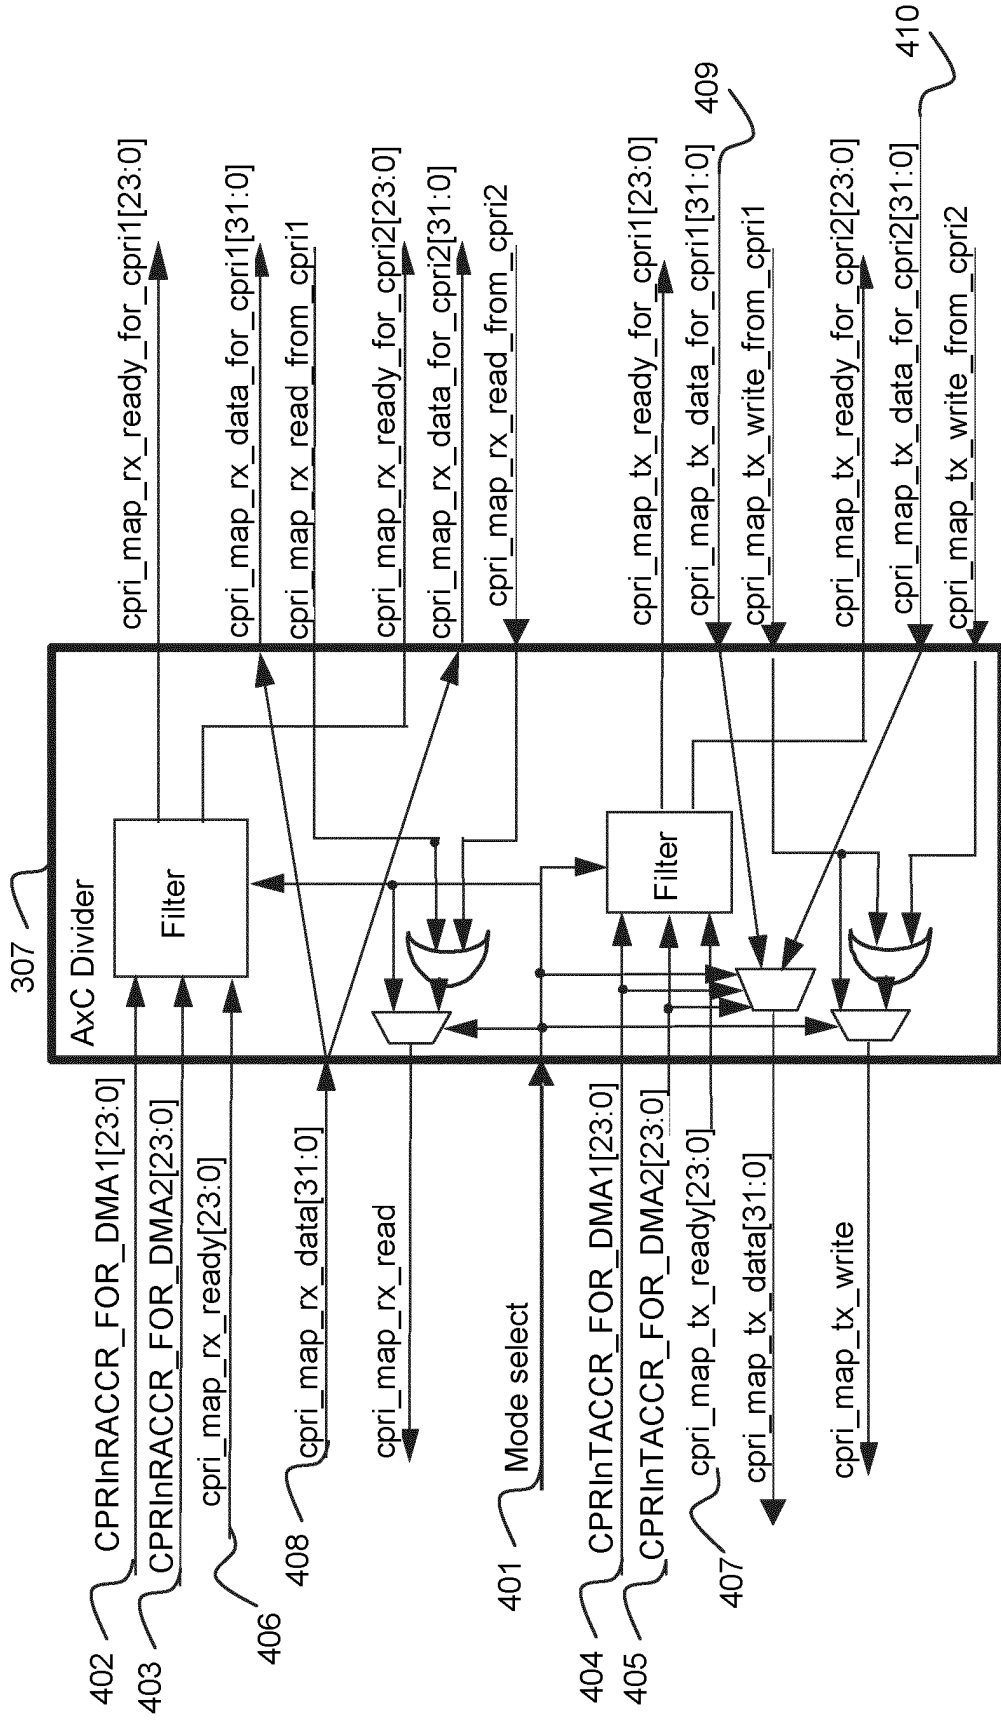 307
AxC Divider
Filter
Filter
402
CPRInRACCR_FOR_DMA1[23:0]
403
CPRInRACCR_FOR_DMA2[23:0]
406
cpri_map_rx_ready[23:0]
408
cpri_map_rx_data[31:0]
cpri_map_rx_read
401
Mode select
404
CPRInTACCR_FOR_DMA1[23:0]
405
CPRInTACCR_FOR_DMA2[23:0]
407
cpri_map_tx_ready[23:0]
cpri_map_tx_data[31:0]
cpri_map_tx_write
cpri_map_rx_ready_for_cpri1[23:0]
cpri_map_rx_data_for_cpri1[31:0]
cpri_map_rx_read_from_cpri1
cpri_map_rx_ready_for_cpri2[23:0]
cpri_map_rx_data_for_cpri2[31:0]
cpri_map_rx_read_from_cpri2
cpri_map_tx_ready_for_cpri1[23:0]
cpri_map_tx_data_for_cpri1[31:0]
409
cpri_map_tx_write_from_cpri1
cpri_map_tx_ready_for_cpri2[23:0]
cpri_map_tx_data_for_cpri2[31:0]
410
cpri_map_tx_write_from_cpri2